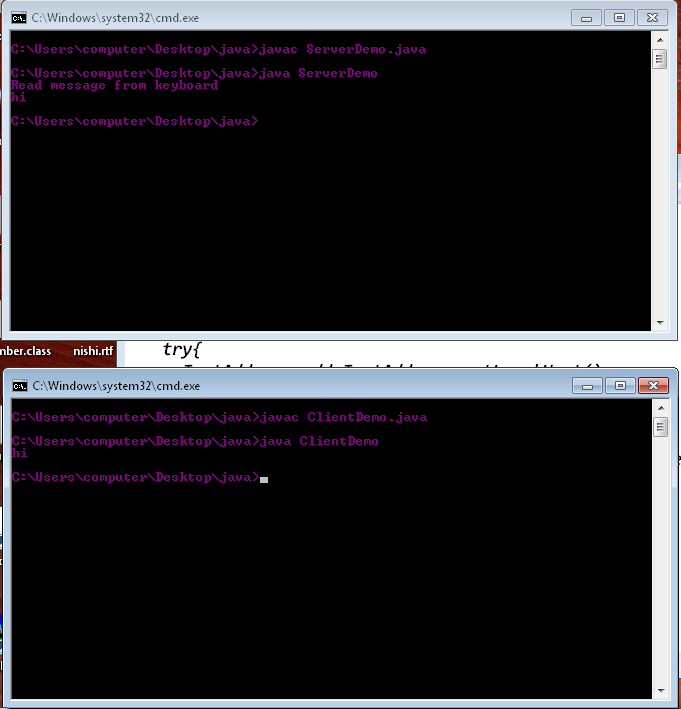 C:\Windows\system32\cmd.exe
C:\Users\computer\Desktop\java>javac ServerDemo.java
C:\Users\computer\Desktop\java>java ServerDemo
Read message from keyboard
hi
C:\Users\computer\Desktop\java>
mber.class nishi.rtf
try{
C:\Windows\system32\cmd.exe
C:\Users\computer\Desktop\java>javac ClientDemo.java
C:\Users\computer\Desktop\java>java ClientDemo
hi
C:\Users\computer\Desktop\java>